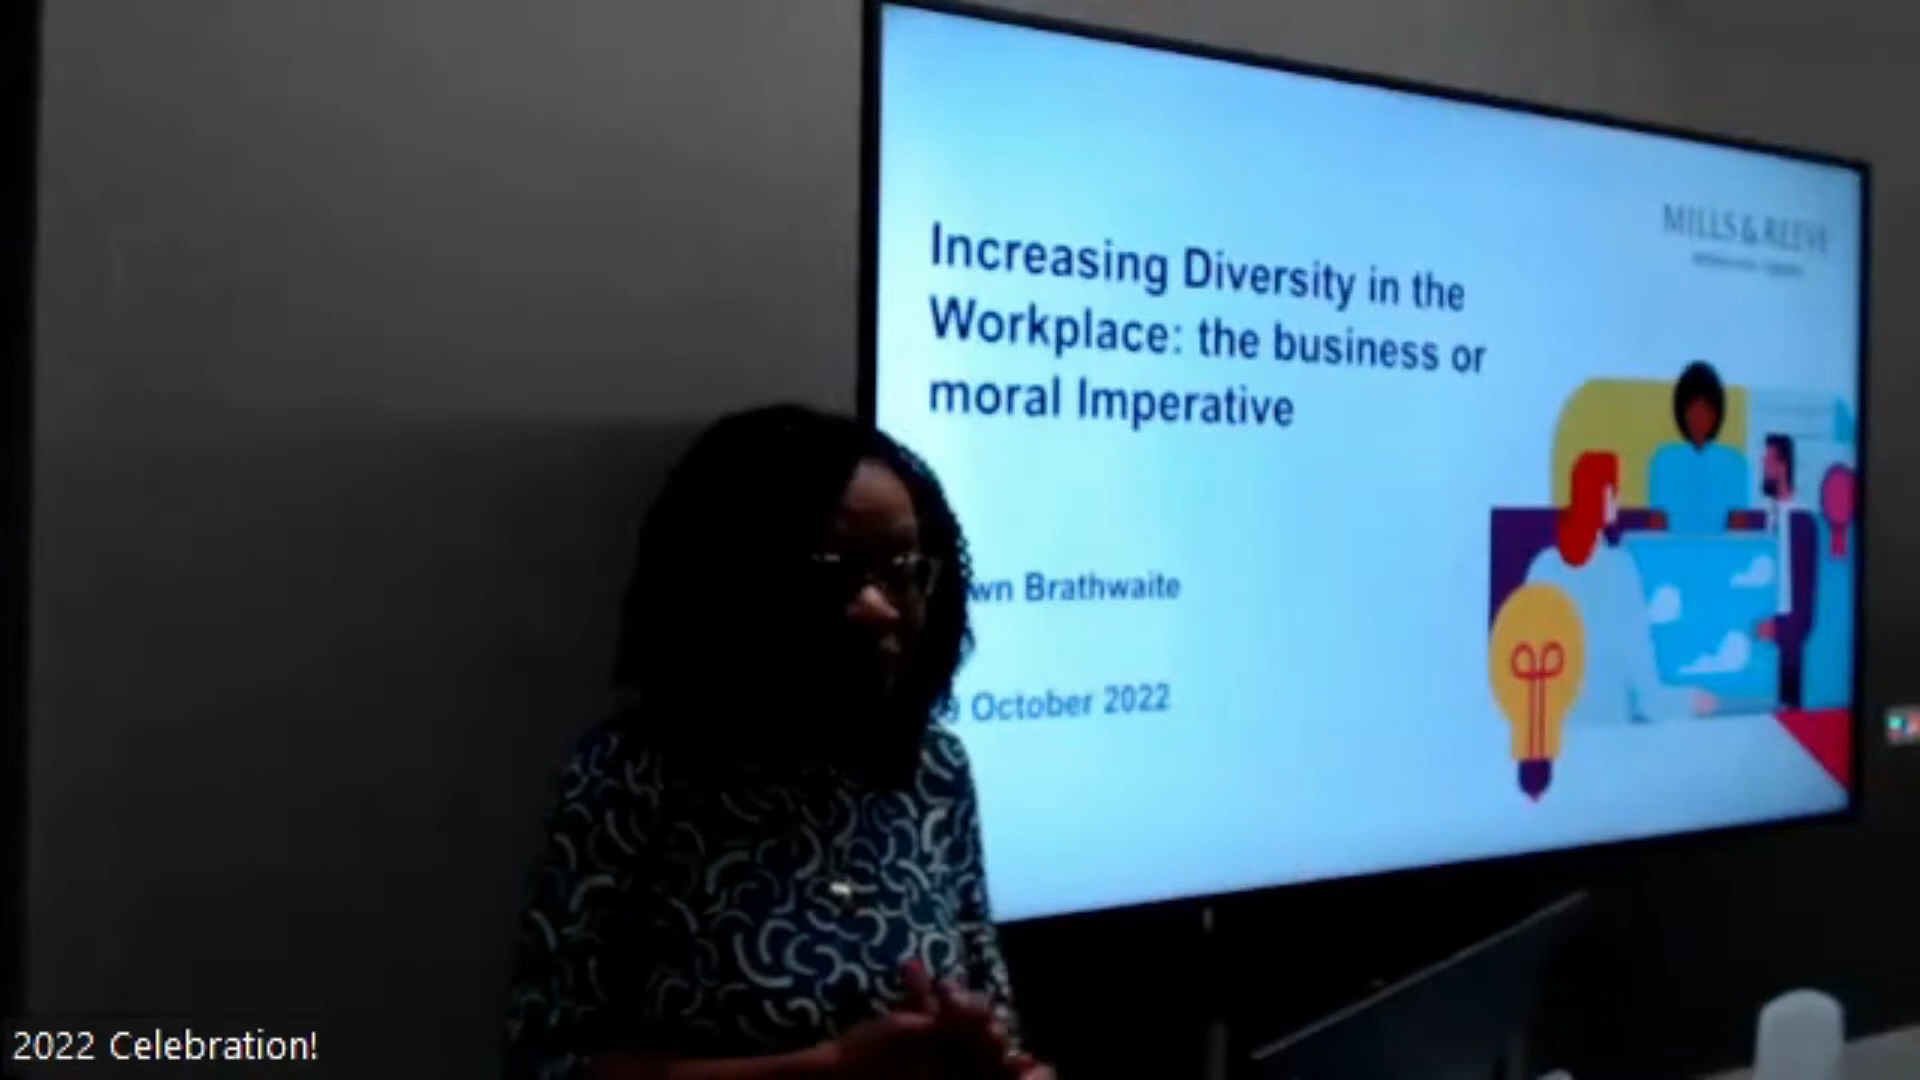 MILLS & REEVE
Increasing Diversity in the
Workplace: the business or
moral Imperative
wn Brathwaite
October 2022
2022 Celebration!